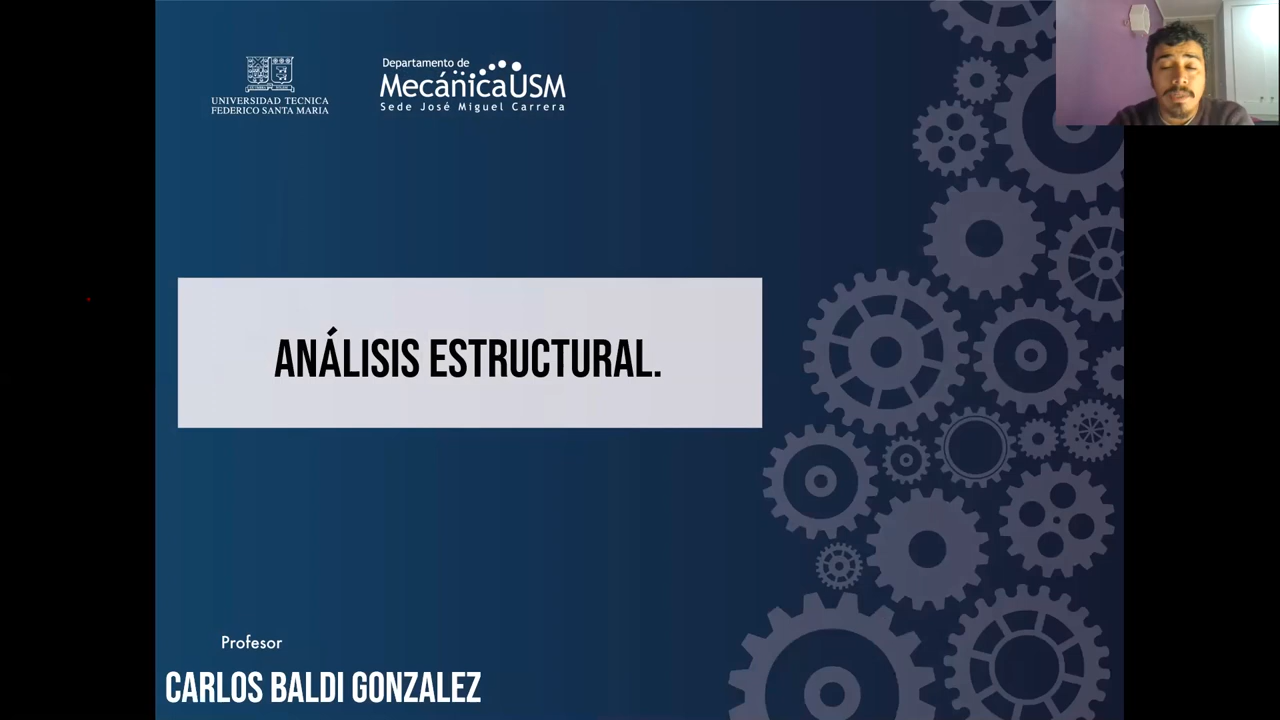 UNIVERSIDAD TECNICA
FEDERICO SANTA MARIA
Departamento de
MecánicaUSM
Sede José Miguel Carrera
ANÁLISIS ESTRUCTURAL.
Profesor
CARLOS BALDI GONZALEZ